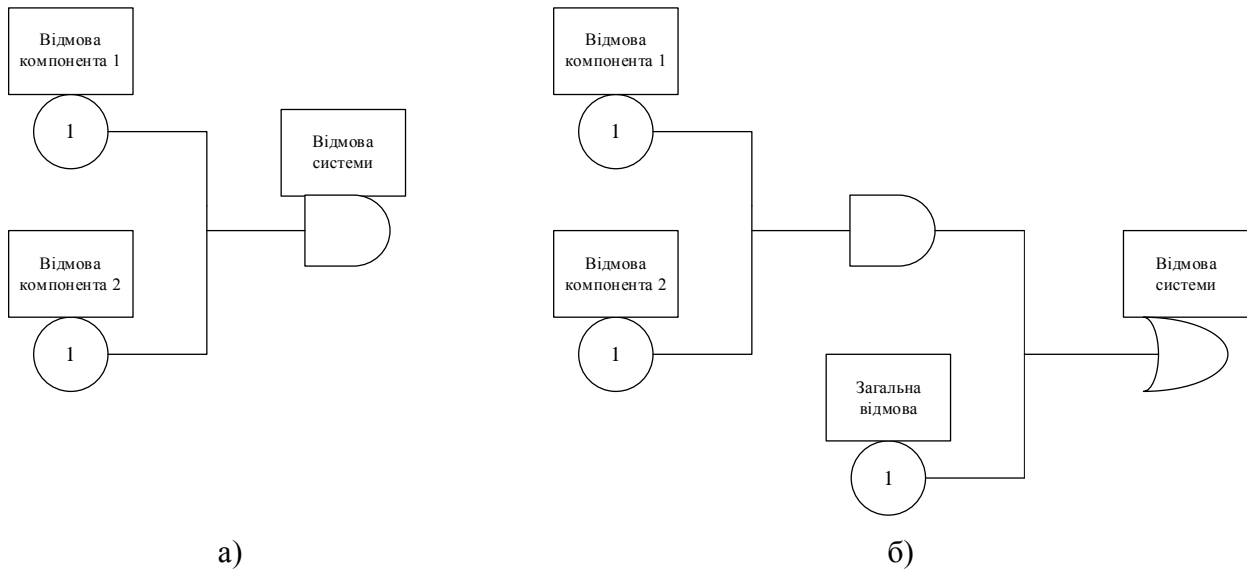 Відмова
компонента 1
1
Відмова
системи
Відмова
компонента 2
1
а)
Відмова
компонента 1
1
Відмова
компонента 2
1
Загальна
відмова
1
Відмова
системи
б)